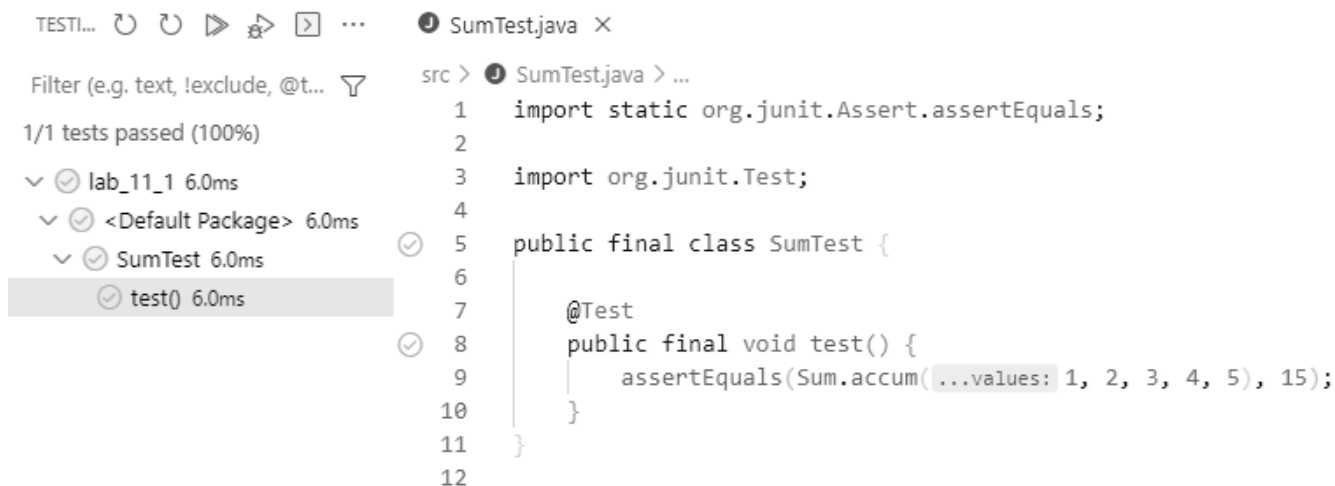 TESTI... ...
Filter (e.g. text, !exclude, @t...
1/1 tests passed (100%)
lab_11_1 6.0ms
<Default Package> 6.0ms
SumTest 6.0ms
test() 6.0ms
J SumTest.java ×
src > J SumTest.java > ...
1 import static org.junit.Assert.assertEquals;
2
3 import org.junit.Test;
4
5 public final class SumTest {
6
7 @Test
8 public final void test() {
9 assertEquals(Sum.accum(...values: 1, 2, 3, 4, 5), 15);
10 }
11 }
12